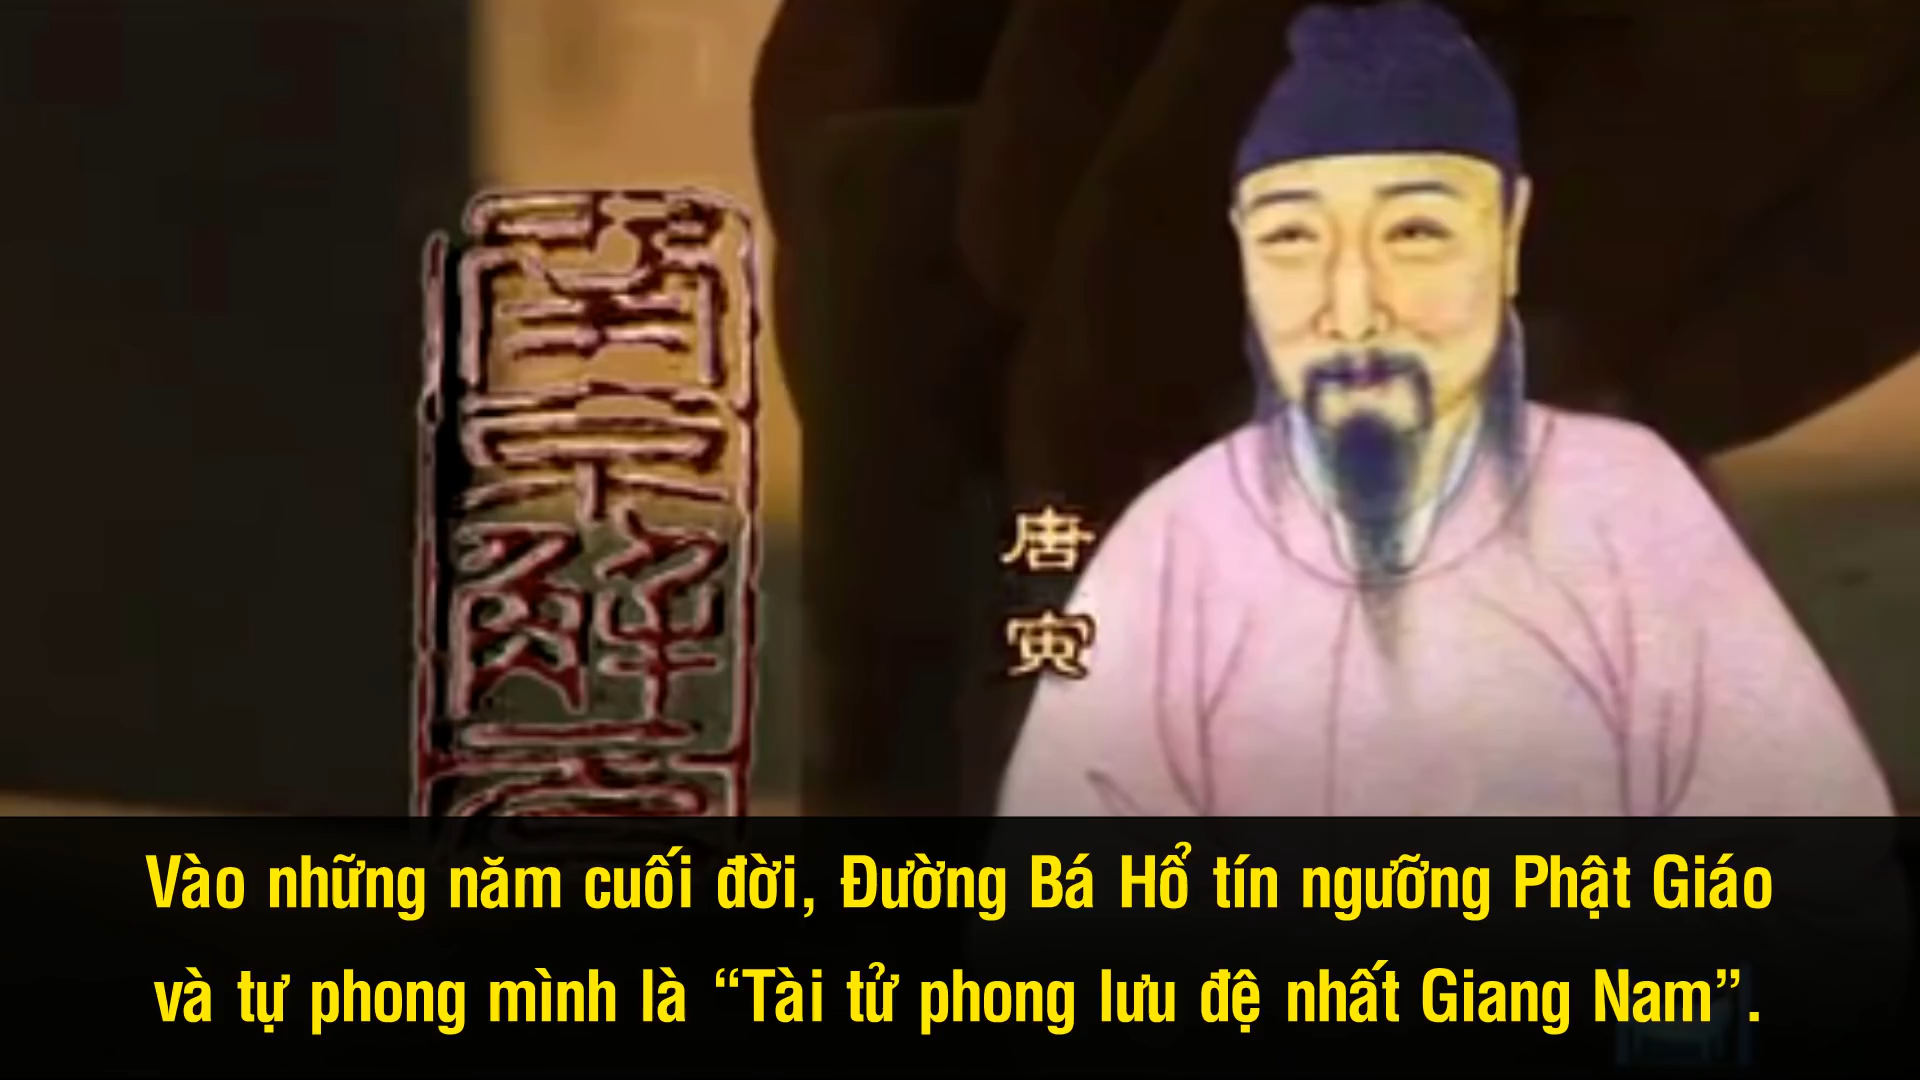 唐
寅
Vào những năm cuối đời, Đường Bá Hổ tín ngưỡng Phật Giáo
và tự phong mình là “Tài tử phong lưu đệ nhất Giang Nam”.